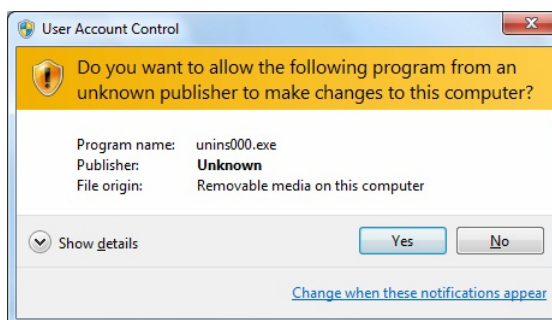 User Account Control
Do you want to allow the following program from an
unknown publisher to make changes to this computer?
Program name: unins000.exe
Publisher: Unknown
File origin: Removable media on this computer
Show details
Yes
No
Change when these notifications appear